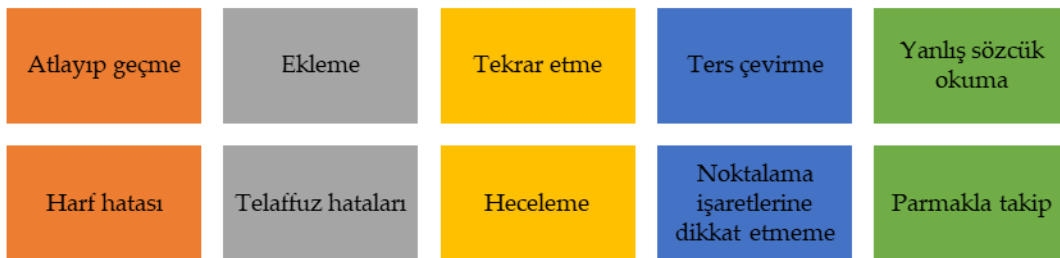 Atlayıp geçme
Ekleme
Tekrar etme
Ters çevirme
Yanlış sözcük
okuma
Harf hatası
Telaffuz hataları
Heceleme
Noktalama
işaretlerine
dikkat etmeme
Parmakla takip